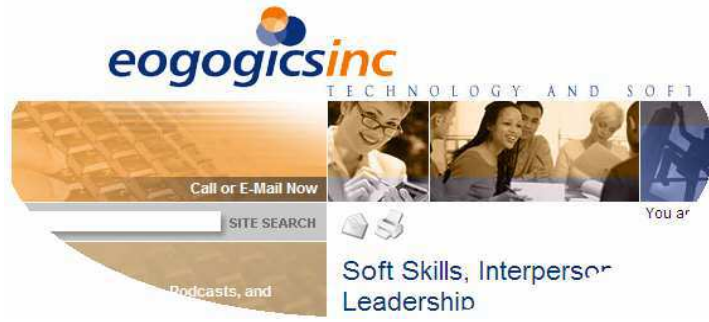 eogogicsinc
TECHNOLOGY AND SOFT
Call or E-Mail Now
SITE SEARCH
You ar
Podcasts, and
Soft Skills, Interperson
Leadership